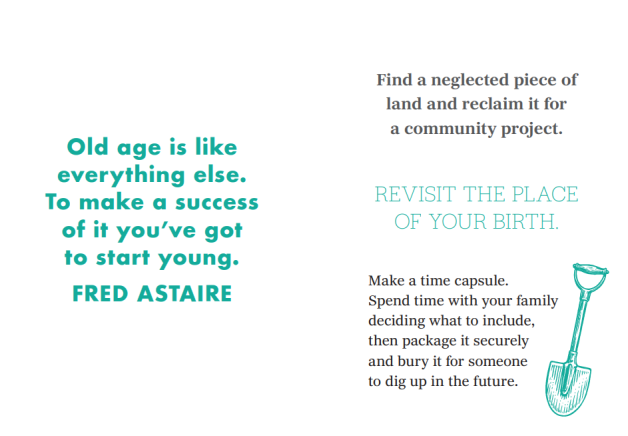 Old age is like
everything else.
To make a success
of it you've got
to start young.
FRED ASTAIRE
Find a neglected piece of
land and reclaim it for
a community project.
REVISIT THE PLACE
OF YOUR BIRTH.
Make a time capsule.
Spend time with your family
deciding what to include,
then package it securely
and bury it for someone
to dig up in the future.